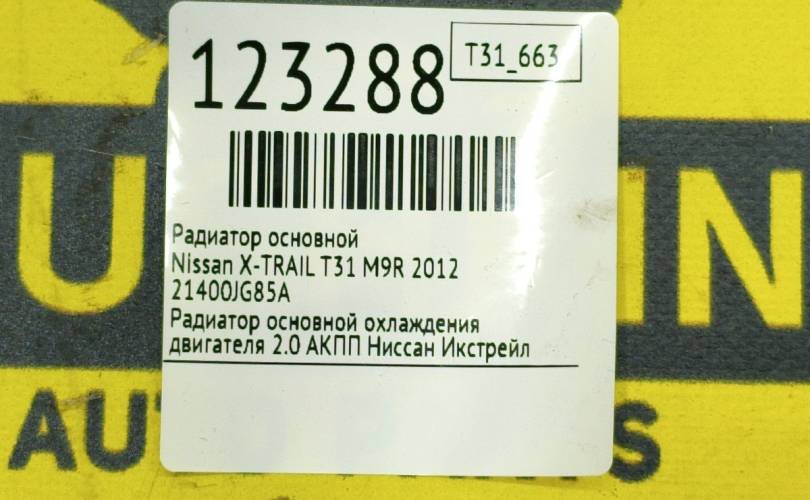 123288
T31_663
Радиатор основной
Nissan X-TRAIL T31 M9R 2012
21400JG85A
Радиатор основной охлаждения
двигателя 2.0 АКПП Ниссан Икстрейл